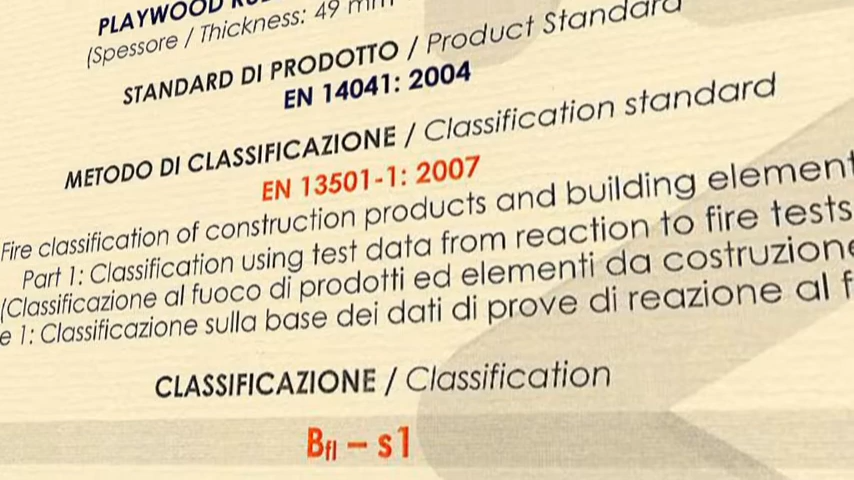 PLAYWOOD
(Spessore / Thickness: 49 mm
STANDARD DI PRODOTTO / Product Standard
EN 14041: 2004
METODO DI CLASSIFICAZIONE / Classification standard
EN 13501-1: 2007
Fire classification of construction products and building element
Part 1: Classification using test data from reaction to fire tests
(Classificazione al fuoco di prodotti ed elementi da costruzione
e 1: Classificazione sulla base dei dati di prove di reazione al f
CLASSIFICAZIONE / Classification
Bfl – s1